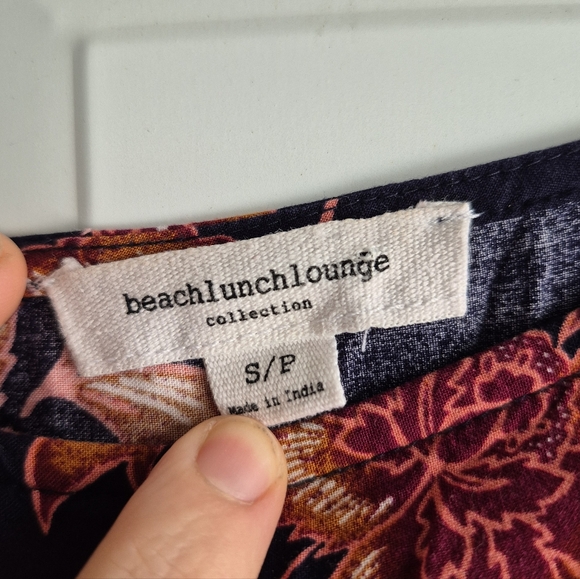 beachlunchlounge
collection
S/P
Made in India